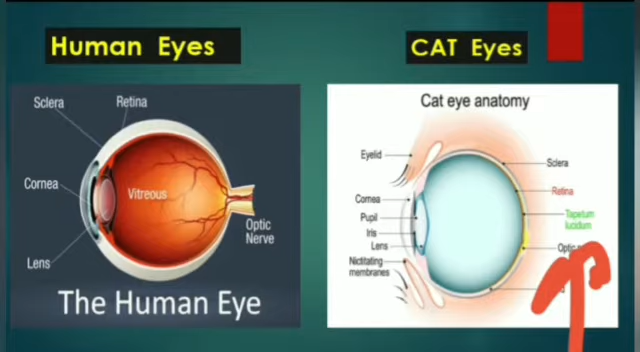 Human Eyes
CAT Eyes
Sclera
Retina
Cornea
Vitreous
Optic
Nerve
Lens
The Human Eye
Cat eye anatomy
Eyelid
Sclera
Cornea
Retina
Pupil
Tapetum
lucidum
Iris
Lens
Nictitating
membranes